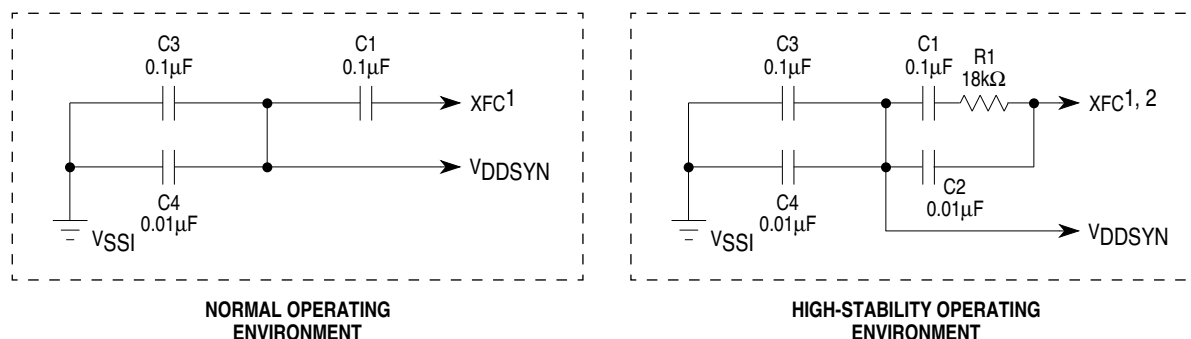 C3
0.1µF
C1
0.1µF
XFC1
VDDSYN
C4
0.01µF
VSSI
NORMAL OPERATING
ENVIRONMENT
C3
0.1µF
C1
0.1µF
R1
18kΩ
XFC1, 2
C4
0.01µF
C2
0.01µF
VSSI
VDDSYN
HIGH-STABILITY OPERATING
ENVIRONMENT